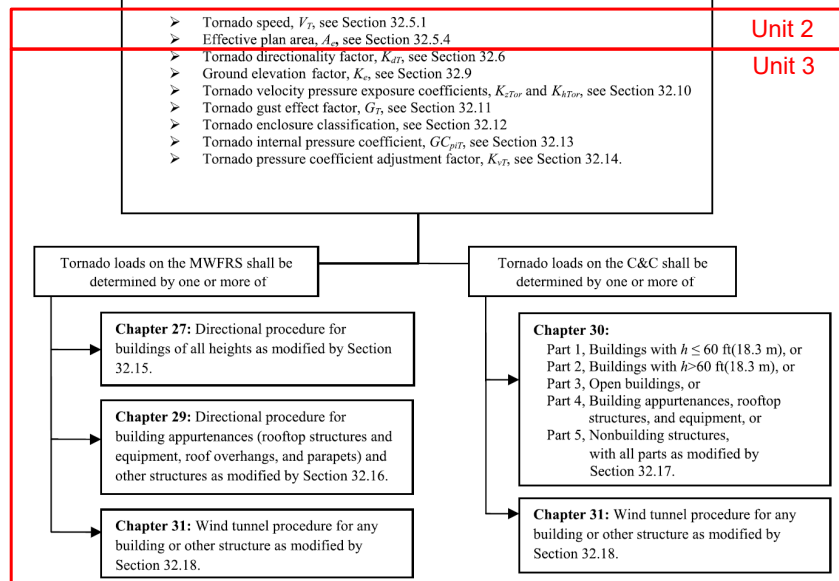 ➤ Tornado speed, V_T, see Section 32.5.1
➤ Effective plan area, A_e, see Section 32.5.4
Unit 2
➤ Tornado directionality factor, K_dT, see Section 32.6
Unit 3
➤ Ground elevation factor, K_e, see Section 32.9
➤ Tornado velocity pressure exposure coefficients, K_zTor and K_hTor, see Section 32.10
➤ Tornado gust effect factor, G_T, see Section 32.11
➤ Tornado enclosure classification, see Section 32.12
➤ Tornado internal pressure coefficient, GC_piT, see Section 32.13
➤ Tornado pressure coefficient adjustment factor, K_vT, see Section 32.14.
Tornado loads on the MWFRS shall be
determined by one or more of
Tornado loads on the C&C shall be
determined by one or more of
Chapter 27: Directional procedure for
buildings of all heights as modified by Section
32.15.
Chapter 29: Directional procedure for
building appurtenances (rooftop structures and
equipment, roof overhangs, and parapets) and
other structures as modified by Section 32.16.
Chapter 31: Wind tunnel procedure for any
building or other structure as modified by
Section 32.18.
Chapter 30:
Part 1, Buildings with h ≤ 60 ft(18.3 m), or
Part 2, Buildings with h>60 ft(18.3 m), or
Part 3, Open buildings, or
Part 4, Building appurtenances, rooftop
structures, and equipment, or
Part 5, Nonbuilding structures,
with all parts as modified by
Section 32.17.
Chapter 31: Wind tunnel procedure for any
building or other structure as modified by
Section 32.18.